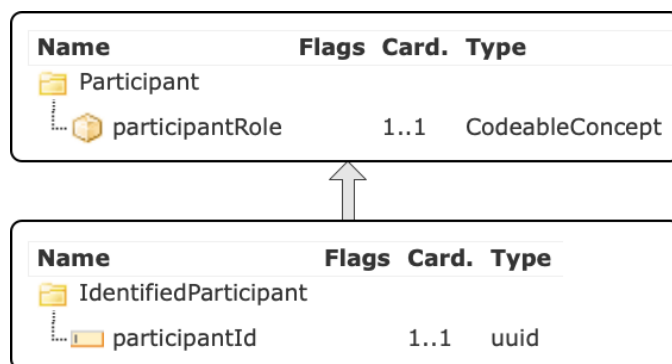 Name Flags Card. Type
Participant
participantRole 1..1 CodeableConcept
Name Flags Card. Type
IdentifiedParticipant
participantId 1..1 uuid